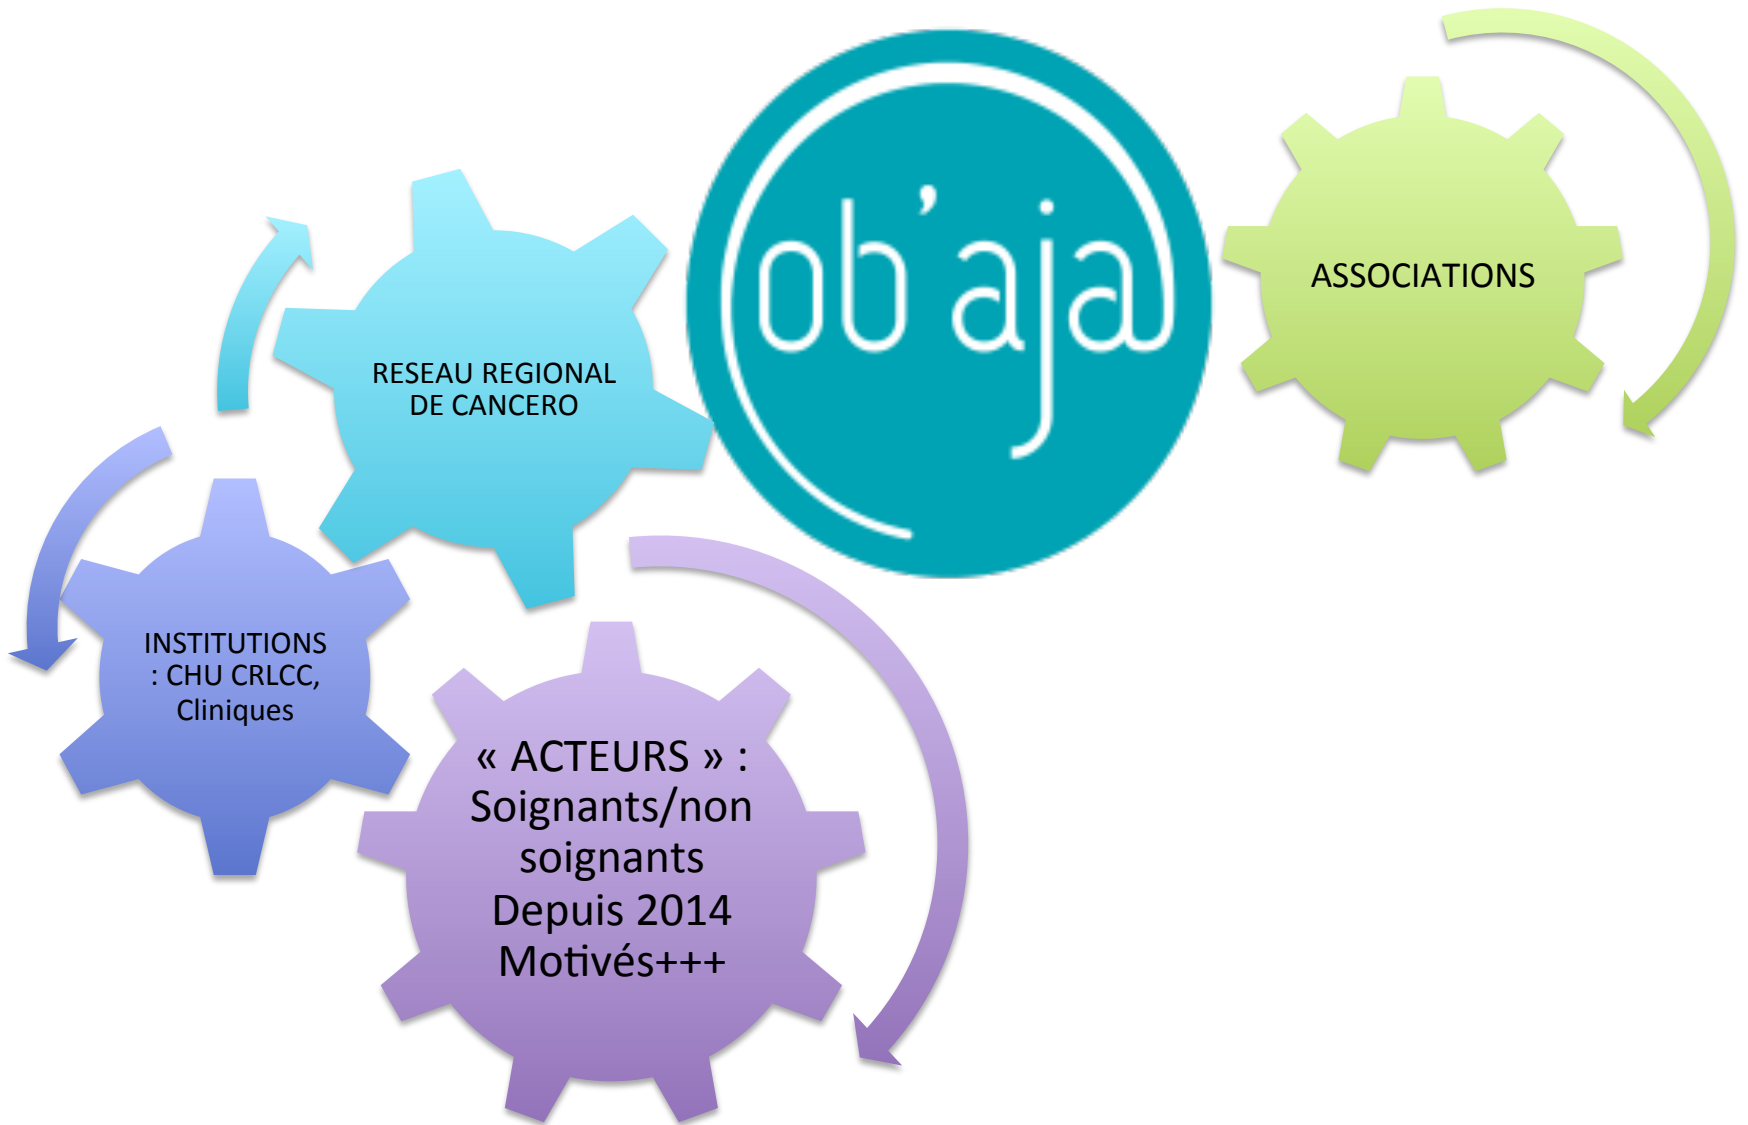 ob'aja
ASSOCIATIONS
RESEAU REGIONAL
DE CANCERO
INSTITUTIONS
: CHU CRLCC,
Cliniques
« ACTEURS » :
Soignants/non
soignants
Depuis 2014
Motivés+++